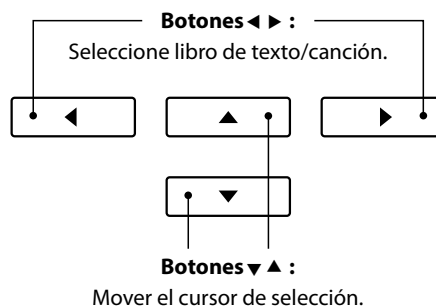 Botones ◀ ▶ :
Seleccione libro de texto/canción.
◀ ▲ ▶
▼
Botones ▼ ▲ :
Mover el cursor de selección.